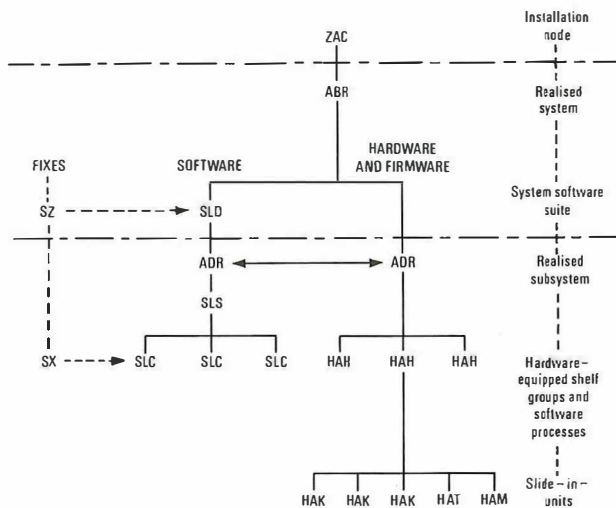 Installation
node
ZAC
ABR
Realised
system
HARDWARE
AND FIRMWARE
FIXES
SOFTWARE
SZ
SLD
System software
suite
ADR
ADR
Realised
subsystem
SLS
SX
SLC
SLC
SLC
HAH
HAH
HAH
Hardware–
equipped shelf
groups and
software
processes
HAK
HAK
HAK
HAT
HAM
Slide – in –
units